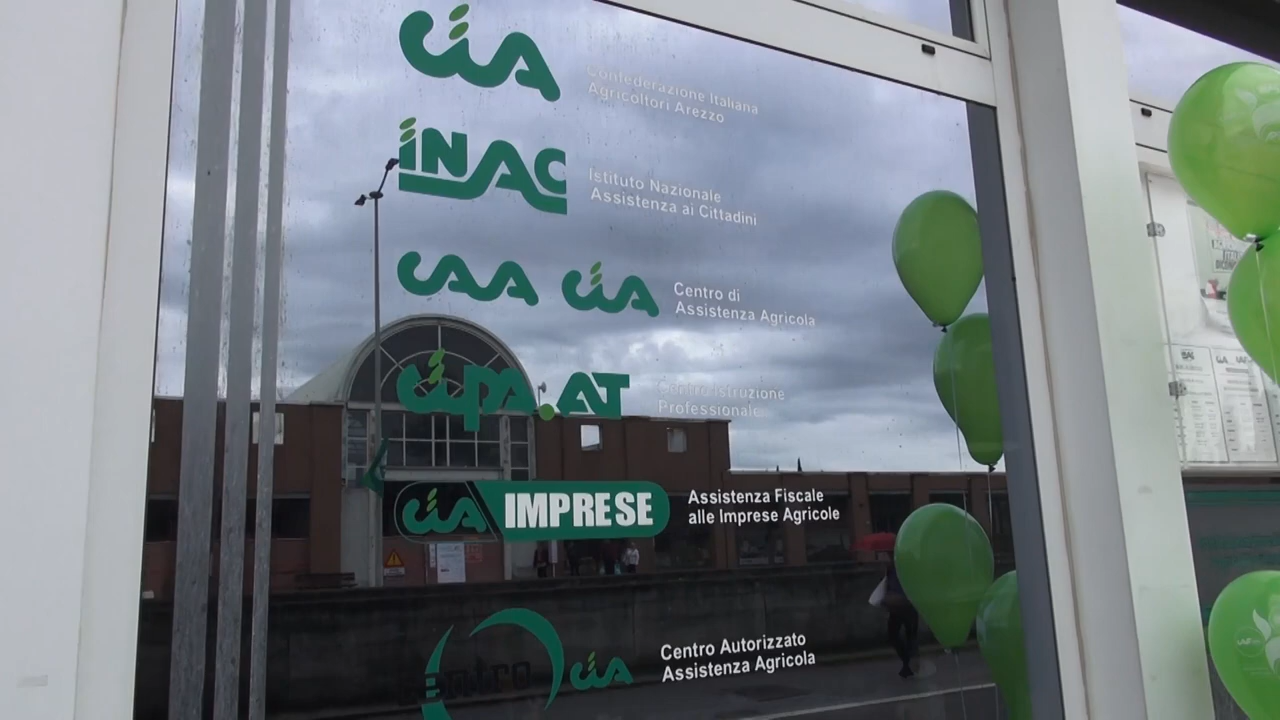 CIA
Confederazione Italiana
Agricoltori Arezzo
INAC
Istituto Nazionale
Assistenza ai Cittadini
CAA CIA
Centro di
Assistenza Agricola
CIPA.AT
Centro Istruzione
Professionale
CIA IMPRESE
Assistenza Fiscale
alle Imprese Agricole
Centro CIA
Centro Autorizzato
Assistenza Agricola